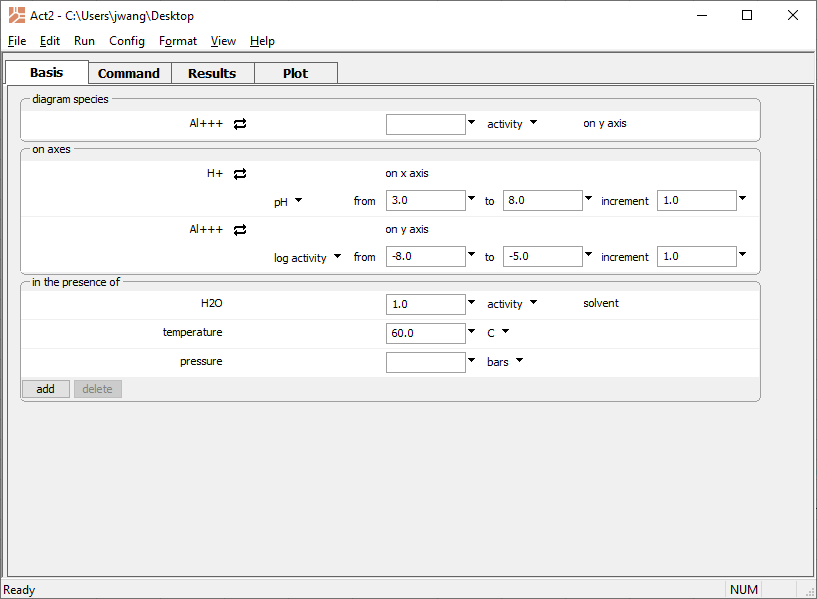 Act2 - C:\Users\jwang\Desktop
File Edit Run Config Format View Help
Basis Command Results Plot
diagram species
Al+++ activity on y axis
on axes
H+ on x axis
pH from 3.0 to 8.0 increment 1.0
Al+++ on y axis
log activity from -8.0 to -5.0 increment 1.0
in the presence of
H2O 1.0 activity solvent
temperature 60.0 C
pressure bars
add delete
Ready NUM